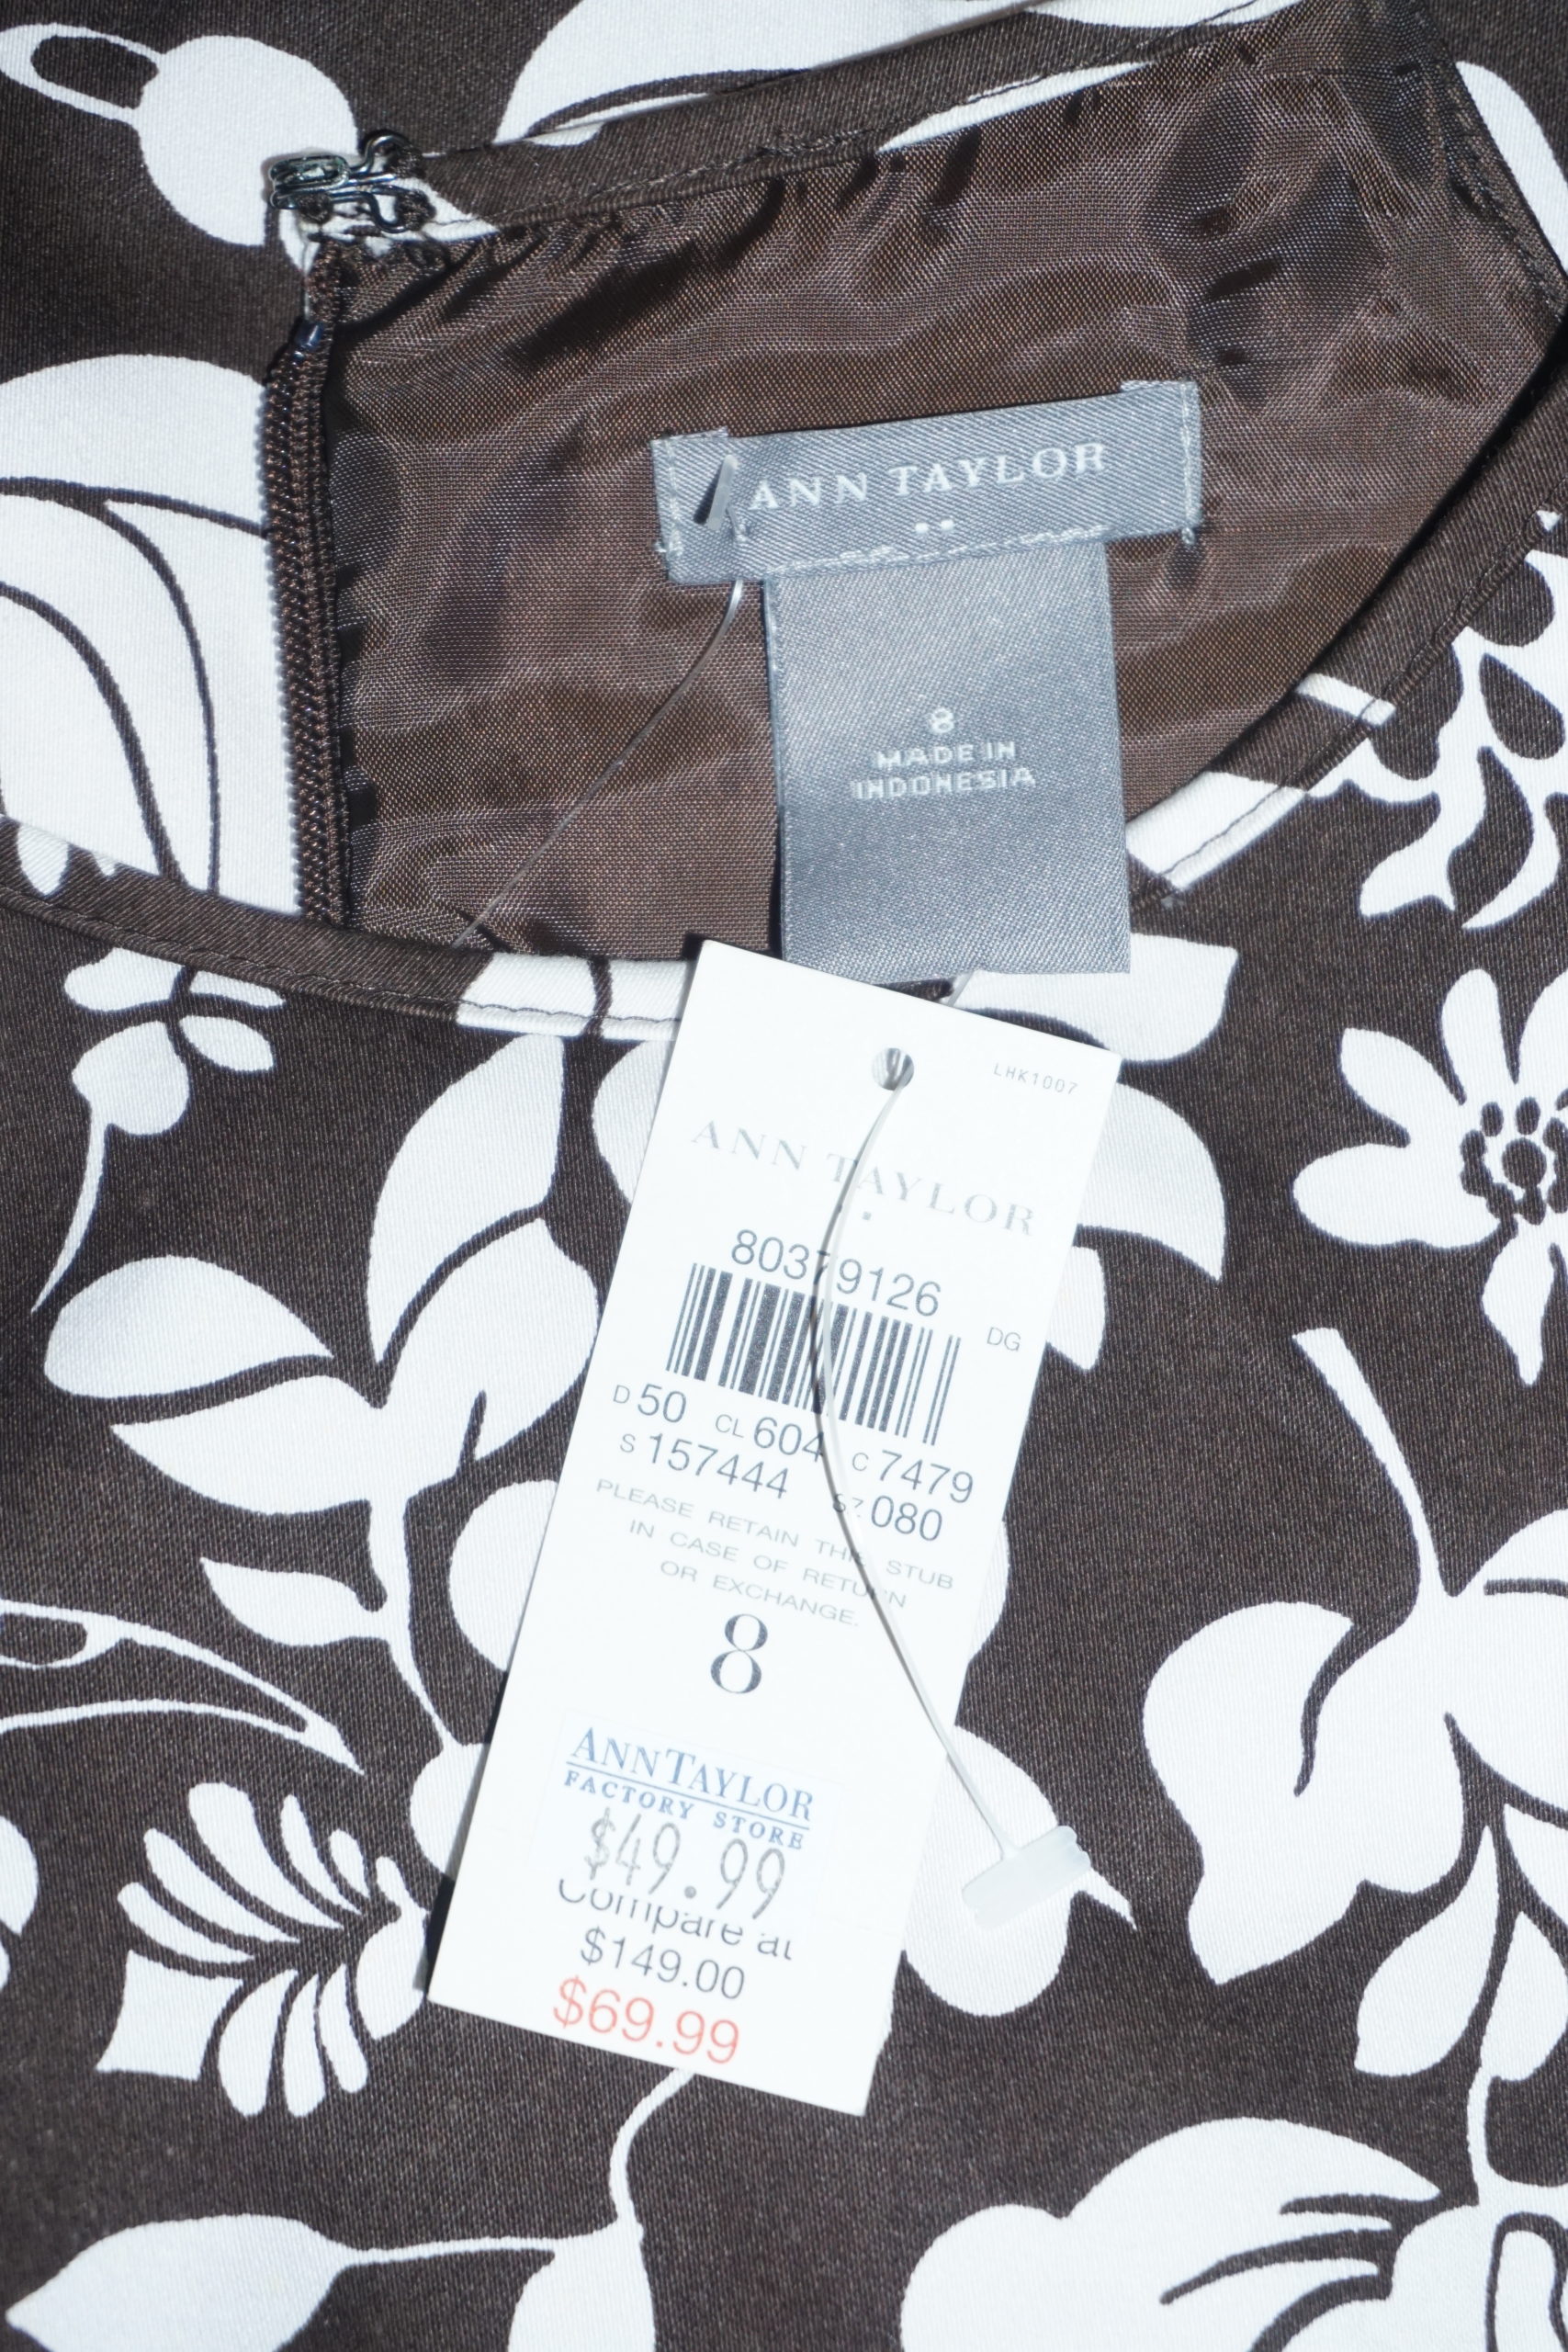 ANN TAYLOR
8
MADE IN
INDONESIA
LHK1007
ANN TAYLOR
80379126
DG
D 50 CL 604 C 7479
S 157444 SZ 080
PLEASE RETAIN THIS STUB
IN CASE OF RETURN
OR EXCHANGE.
8
ANNTAYLOR
FACTORY STORE
$49.99
Compare at
$149.00
$69.99